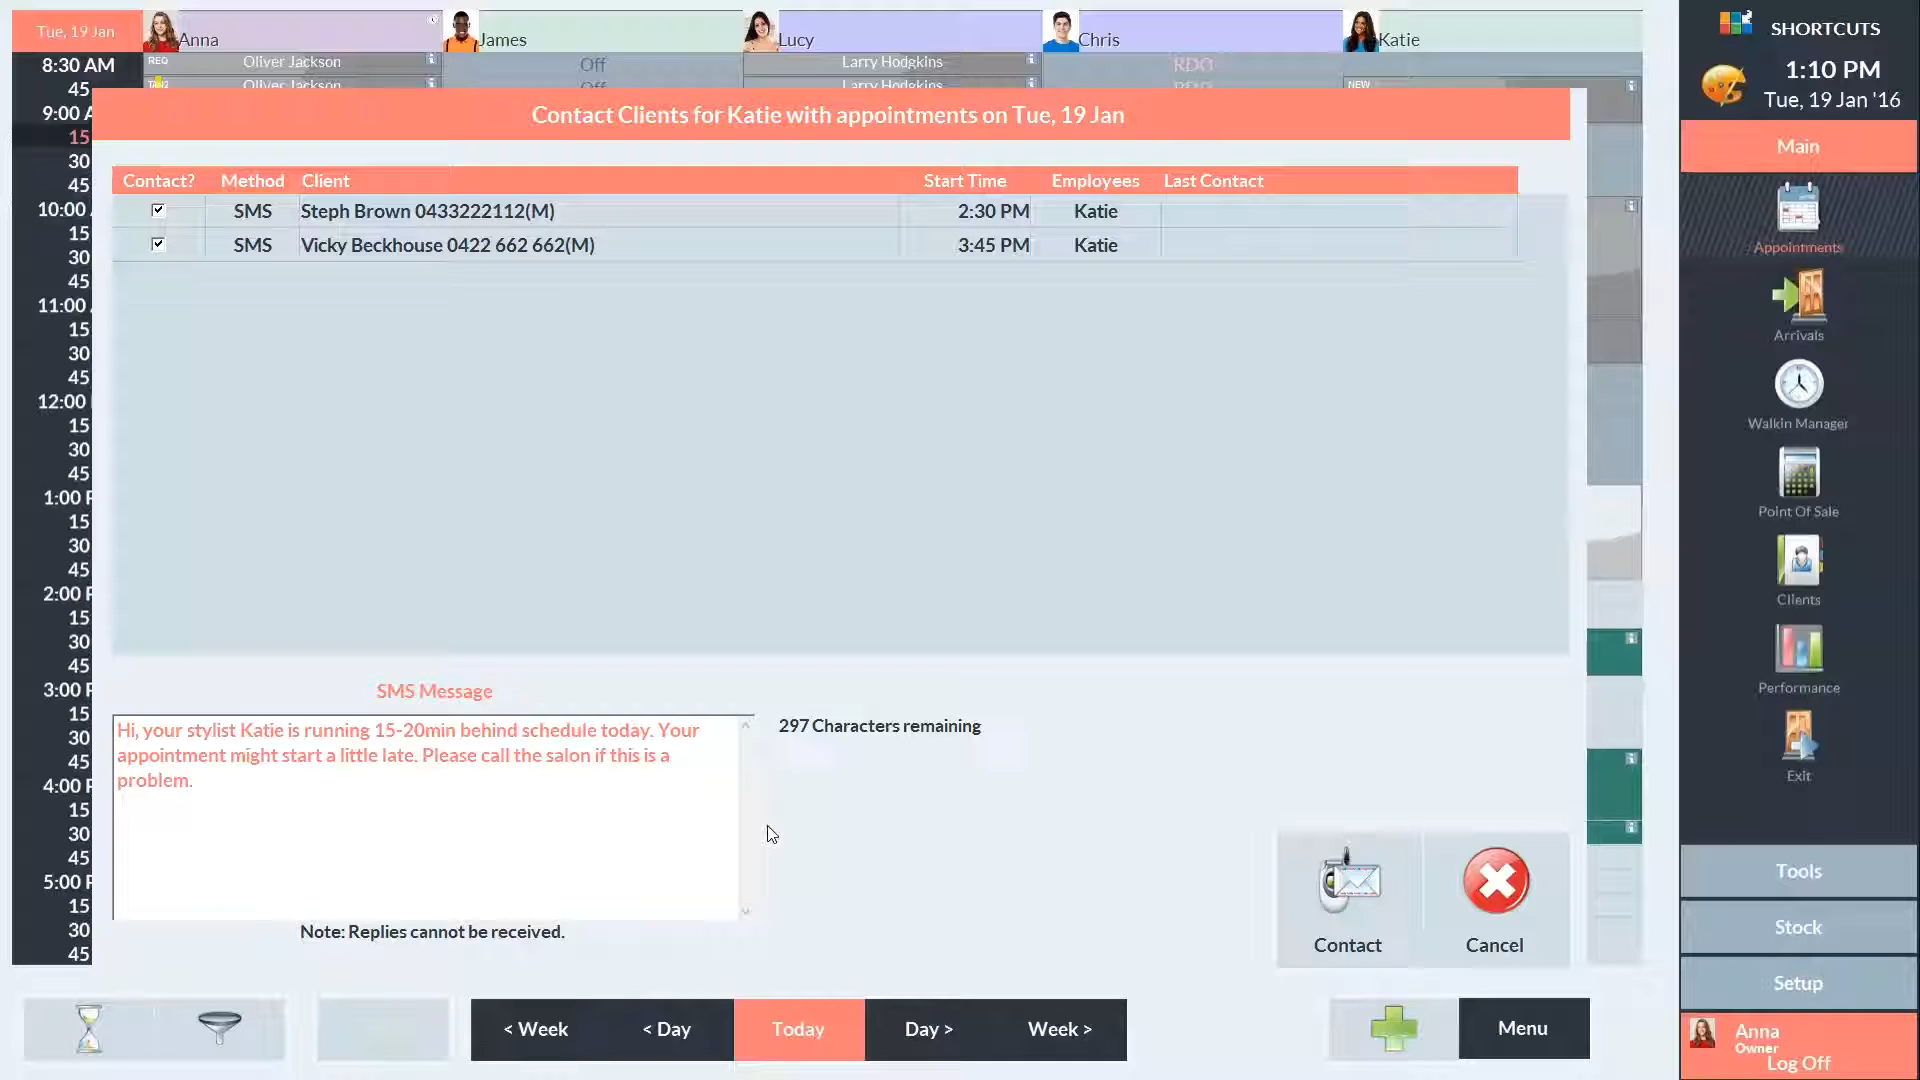 Tue, 19 Jan
Anna
James
Lucy
Chris
Katie
SHORTCUTS
1:10 PM
Tue, 19 Jan '16
8:30 AM
REQ
Oliver Jackson
Off
Larry Hodgkins
RDO
45
Oliver Jackson
Off
Larry Hodgkins
RDO
NEW
9:00 A
15
30
45
10:00
15
30
45
11:00
15
30
45
12:00
15
30
45
1:00 P
15
30
45
2:00 P
15
30
45
3:00 P
15
30
45
4:00 P
15
30
45
5:00 P
15
30
45
Contact Clients for Katie with appointments on Tue, 19 Jan
Contact? Method Client Start Time Employees Last Contact
SMS Steph Brown 0433222112(M) 2:30 PM Katie
SMS Vicky Beckhouse 0422 662 662(M) 3:45 PM Katie
SMS Message
Hi, your stylist Katie is running 15-20min behind schedule today. Your
appointment might start a little late. Please call the salon if this is a
problem.
297 Characters remaining
Note: Replies cannot be received.
Contact
Cancel
< Week
< Day
Today
Day >
Week >
Menu
Main
Appointments
Arrivals
Walkin Manager
Point Of Sale
Clients
Performance
Exit
Tools
Stock
Setup
Anna
Owner
Log Off